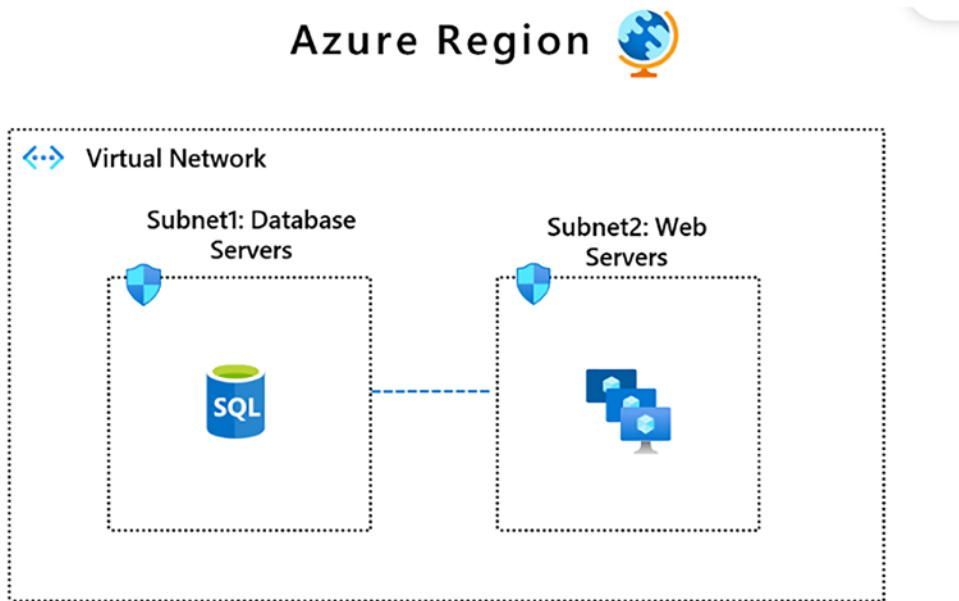 Azure Region
Virtual Network
Subnet1: Database
Servers
Subnet2: Web
Servers
SQL